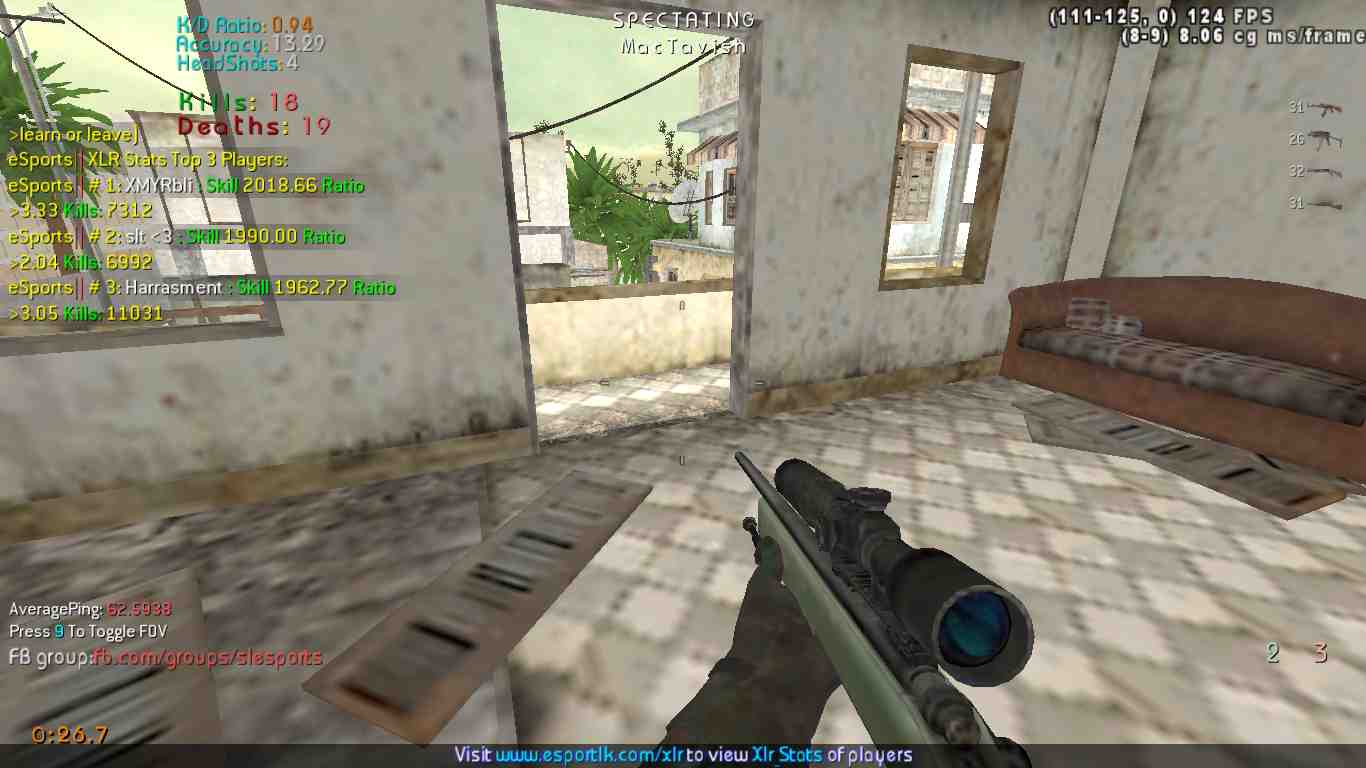 K/D Ratio: 0.94
Accuracy: 13.29
HeadShots: 4
Kills: 18
Deaths: 19
SPECTATING
MacTavish
(111-125, 0) 124 FPS
(8-9) 8.06 cg ms/frame
31
26
32
31
>learn or leave)
eSports || XLR Stats Top 3 Players:
eSports || # 1: XMYRbli : Skill 2018.66 Ratio
>3.33 Kills: 7312
eSports || # 2: slt <3 : Skill 1990.00 Ratio
>2.04 Kills: 6992
eSports || # 3: Harrasment : Skill 1962.77 Ratio
>3.05 Kills: 11031
AveragePing: 62.5938
Press 9 To Toggle FOV
FB group:fb.com/groups/slesports
2 3
0:26.7
Visit www.esportlk.com/xlr to view Xlr Stats of players